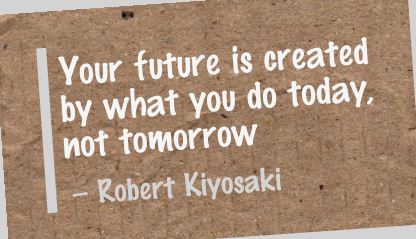 Your future is created
by what you do today,
not tomorrow
– Robert Kiyosaki